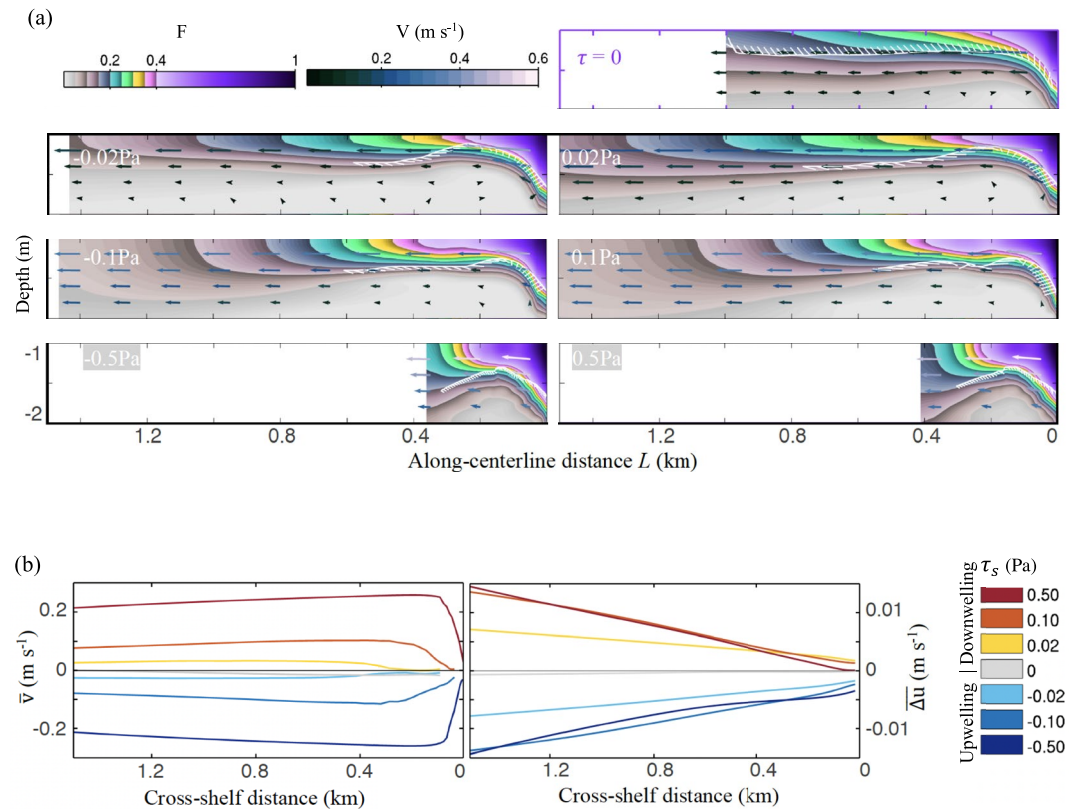 (a)
F
V (m s-1)
0.2 0.4 1
0 0.2 0.4 0.6
τ = 0
-0.02Pa
0.02Pa
-0.1Pa
0.1Pa
-0.5Pa
0.5Pa
Depth (m)
-1
-2
1.2 0.8 0.4 1.2 0.8 0.4 0
Along-centerline distance L (km)
(b)
0.2
0
-0.2
v̅ (m s-1)
1.2 0.8 0.4 0
Cross-shelf distance (km)
0.01
0
-0.01
Δu (m s-1)
1.2 0.8 0.4 0
Cross-shelf distance (km)
τs (Pa)
Upwelling | Downwelling
0.50
0.10
0.02
0
-0.02
-0.10
-0.50